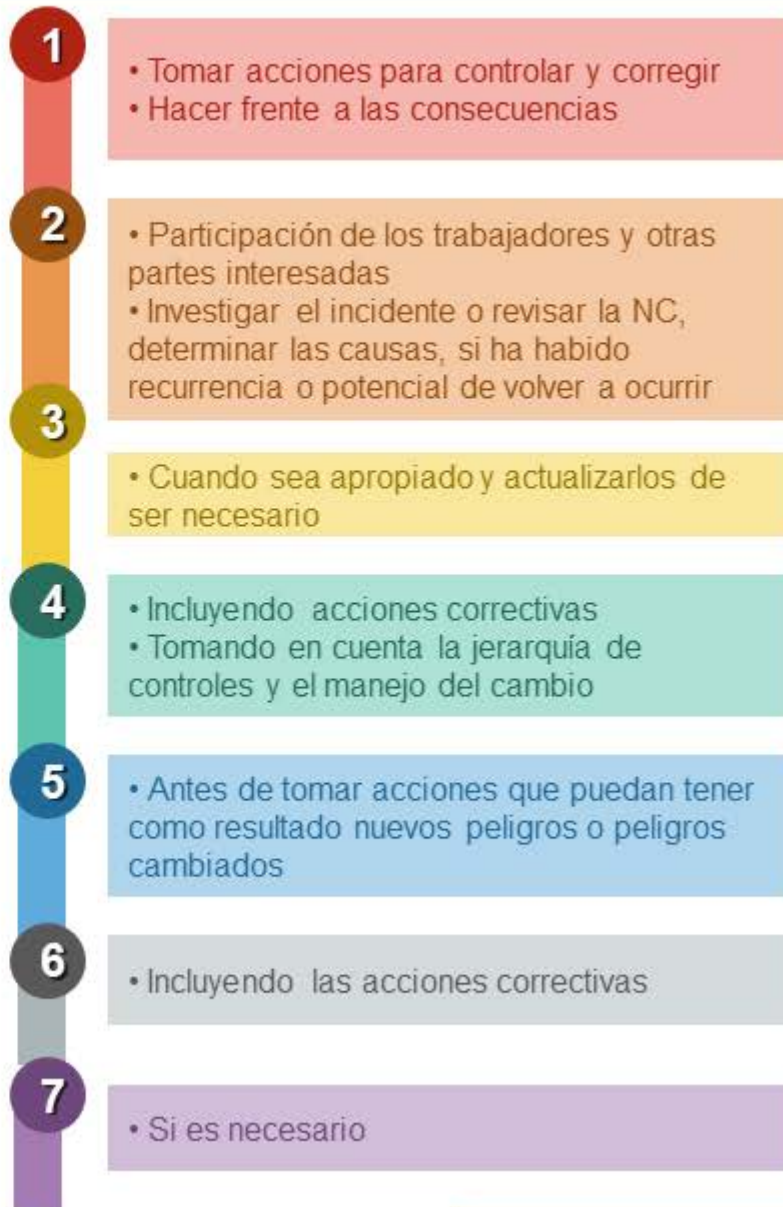 1
• Tomar acciones para controlar y corregir
• Hacer frente a las consecuencias
2
• Participación de los trabajadores y otras
partes interesadas
• Investigar el incidente o revisar la NC,
determinar las causas, si ha habido
recurrencia o potencial de volver a ocurrir
3
• Cuando sea apropiado y actualizarlos de
ser necesario
4
• Incluyendo acciones correctivas
• Tomando en cuenta la jerarquía de
controles y el manejo del cambio
5
• Antes de tomar acciones que puedan tener
como resultado nuevos peligros o peligros
cambiados
6
• Incluyendo las acciones correctivas
7
• Si es necesario